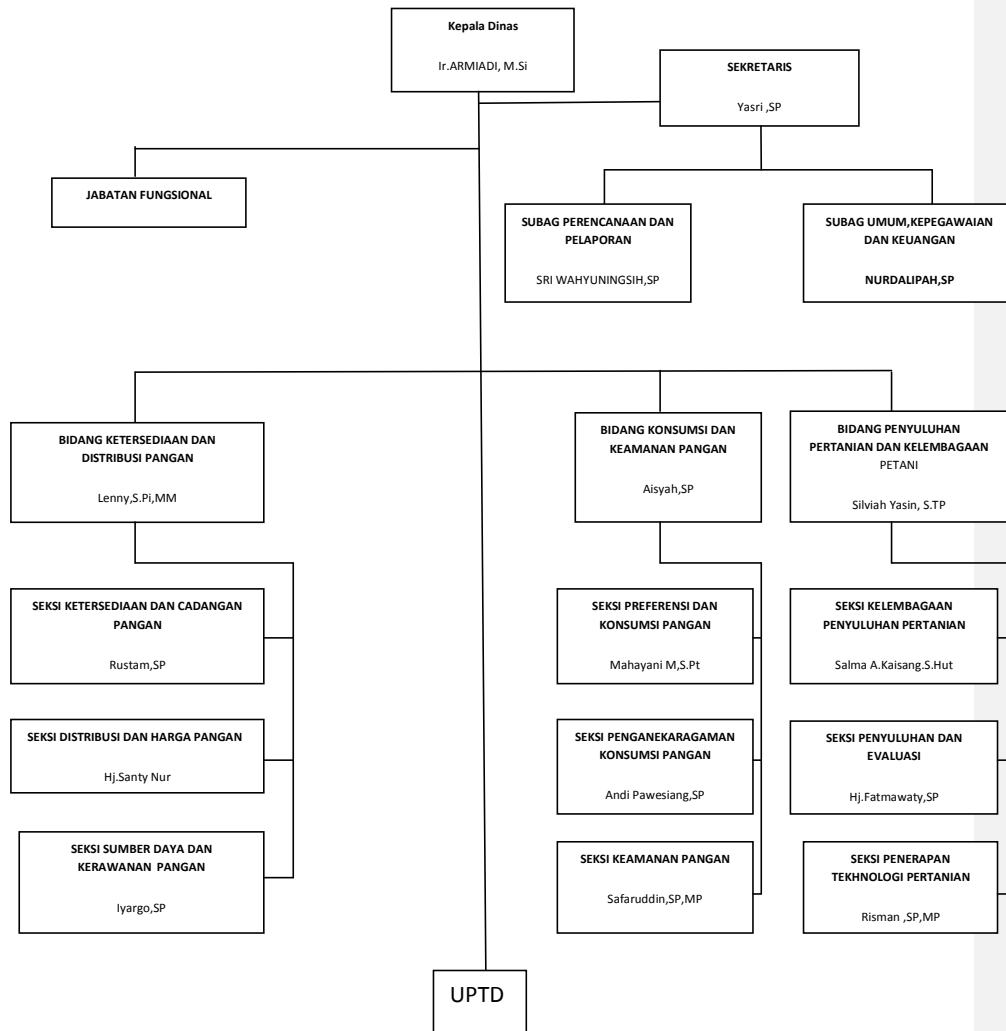 Kepala Dinas
Ir.ARMIADI, M.Si
SEKRETARIS
Yasri ,SP
JABATAN FUNGSIONAL
SUBAG PERENCANAAN DAN
PELAPORAN
SRI WAHYUNINGSIH,SP
SUBAG UMUM,KEPEGAWAIAN
DAN KEUANGAN
NURDALIPAH,SP
BIDANG KETERSEDIAAN DAN
DISTRIBUSI PANGAN
Lenny,S.Pi,MM
BIDANG KONSUMSI DAN
KEAMANAN PANGAN
Aisyah,SP
BIDANG PENYULUHAN
PERTANIAN DAN KELEMBAGAAN
PETANI
Silviah Yasin, S.TP
SEKSI KETERSEDIAAN DAN CADANGAN
PANGAN
Rustam,SP
SEKSI PREFERENSI DAN
KONSUMSI PANGAN
Mahayani M,S.Pt
SEKSI KELEMBAGAAN
PENYULUHAN PERTANIAN
Salma A.Kaisang.S.Hut
SEKSI DISTRIBUSI DAN HARGA PANGAN
Hj.Santy Nur
SEKSI PENGANEKARAGAMAN
KONSUMSI PANGAN
Andi Pawesiang,SP
SEKSI PENYULUHAN DAN
EVALUASI
Hj.Fatmawaty,SP
SEKSI SUMBER DAYA DAN
KERAWANAN PANGAN
Iyargo,SP
SEKSI KEAMANAN PANGAN
Safaruddin,SP,MP
SEKSI PENERAPAN
TEKHNOLOGI PERTANIAN
Risman ,SP,MP
UPTD